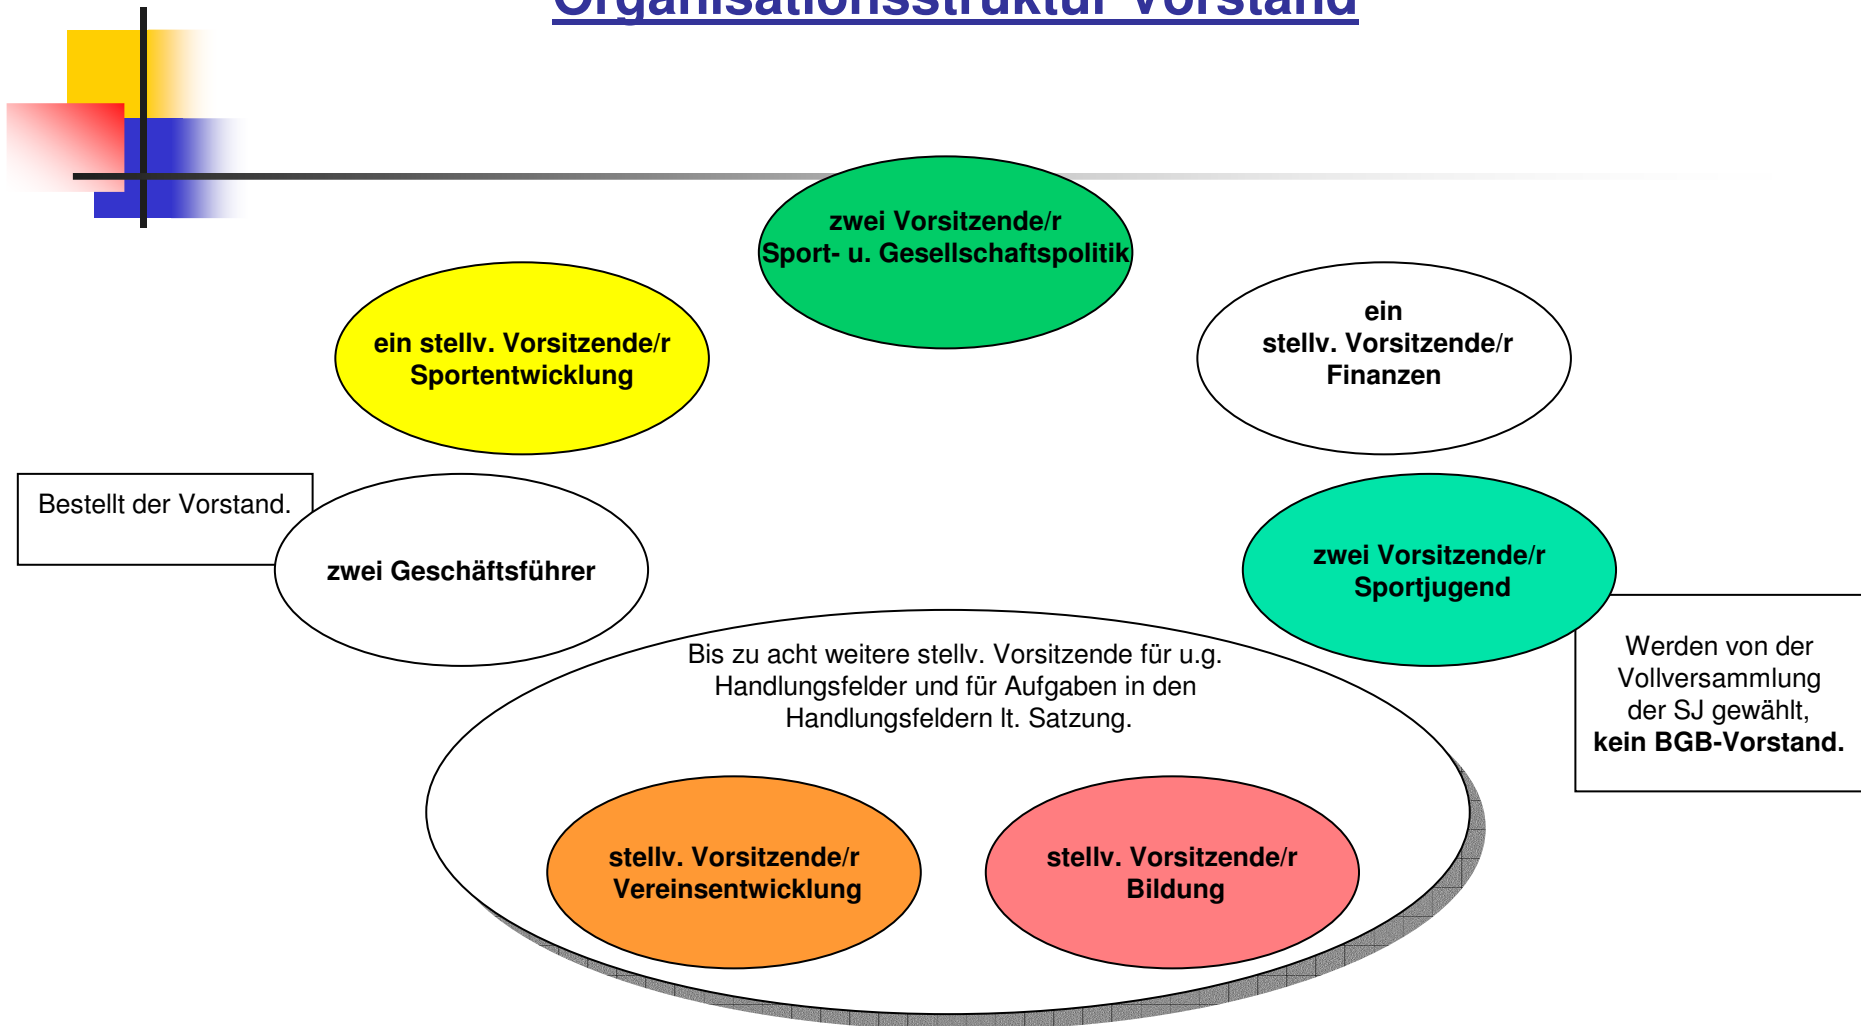 Organisationsstruktur Vorstand
zwei Vorsitzende/r
Sport- u. Gesellschaftspolitik
ein stellv. Vorsitzende/r
Sportentwicklung
ein
stellv. Vorsitzende/r
Finanzen
Bestellt der Vorstand.
zwei Geschäftsführer
zwei Vorsitzende/r
Sportjugend
Werden von der
Vollversammlung
der SJ gewählt,
kein BGB-Vorstand.
Bis zu acht weitere stellv. Vorsitzende für u.g.
Handlungsfelder und für Aufgaben in den
Handlungsfeldern lt. Satzung.
stellv. Vorsitzende/r
Vereinsentwicklung
stellv. Vorsitzende/r
Bildung